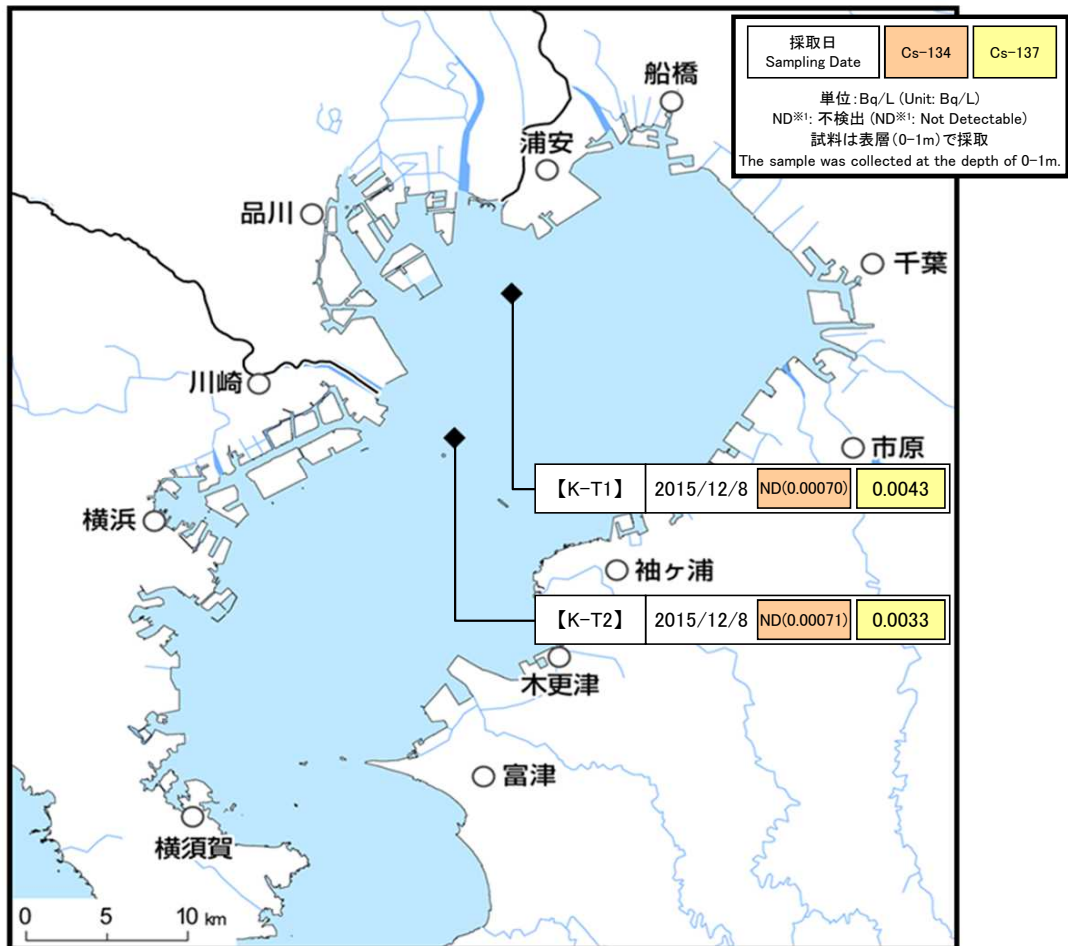 採取日
Sampling Date
Cs-134
Cs-137
単位:Bq/L (Unit: Bq/L)
ND※1: 不検出 (ND※1: Not Detectable)
試料は表層(0-1m)で採取
The sample was collected at the depth of 0-1m.
船橋
浦安
品川
千葉
川崎
市原
【K-T1】 2015/12/8 ND(0.00070) 0.0043
横浜
袖ヶ浦
【K-T2】 2015/12/8 ND(0.00071) 0.0033
木更津
富津
横須賀
0 5 10 km